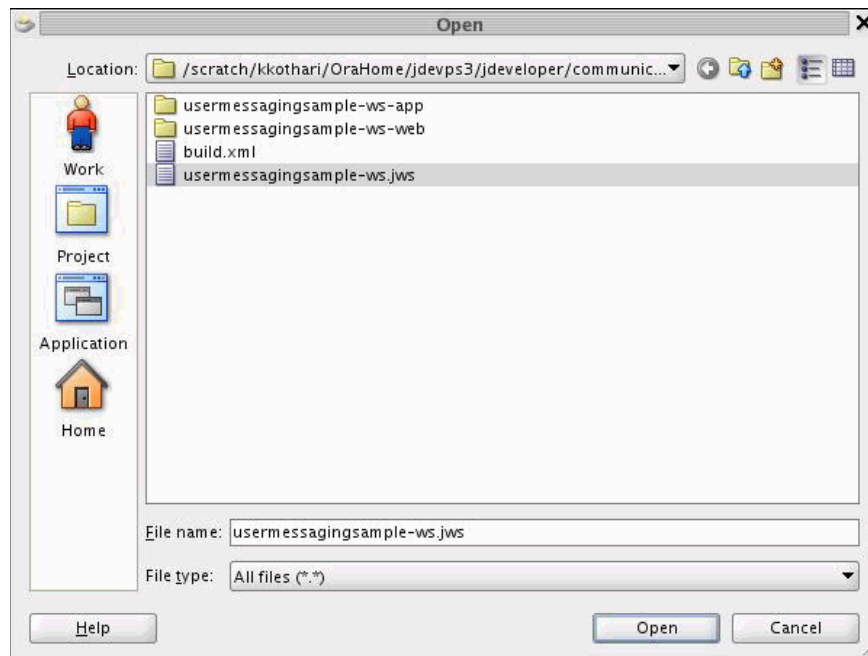 Open
Location: /scratch/kkothari/OraHome/jdevps3/jdeveloper/communic...
usermessagingsample-ws-app
usermessagingsample-ws-web
build.xml
usermessagingsample-ws.jws
Work
Project
Application
Home
File name: usermessagingsample-ws.jws
File type: All files (*.*)
Help
Open
Cancel